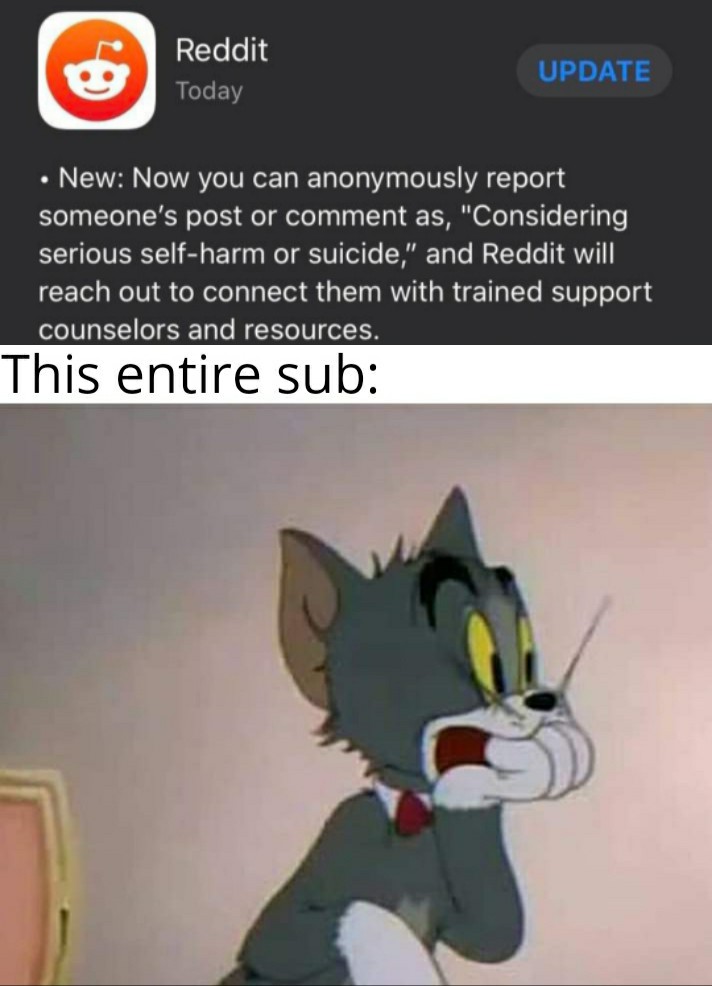 Reddit
Today
UPDATE
• New: Now you can anonymously report
someone’s post or comment as, "Considering
serious self-harm or suicide,” and Reddit will
reach out to connect them with trained support
counselors and resources.
This entire sub: